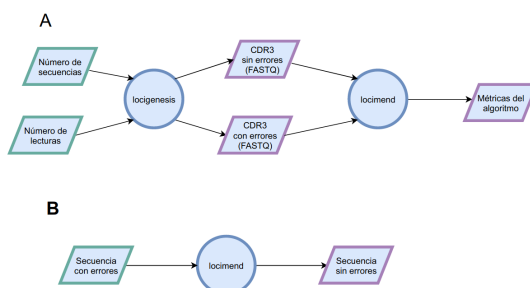 A
Número de
secuencias
Número de
lecturas
locigenesis
CDR3
sin errores
(FASTQ)
CDR3
con errores
(FASTQ)
locimend
Métricas del
algoritmo
B
Secuencia
con errores
locimend
Secuencia
sin errores